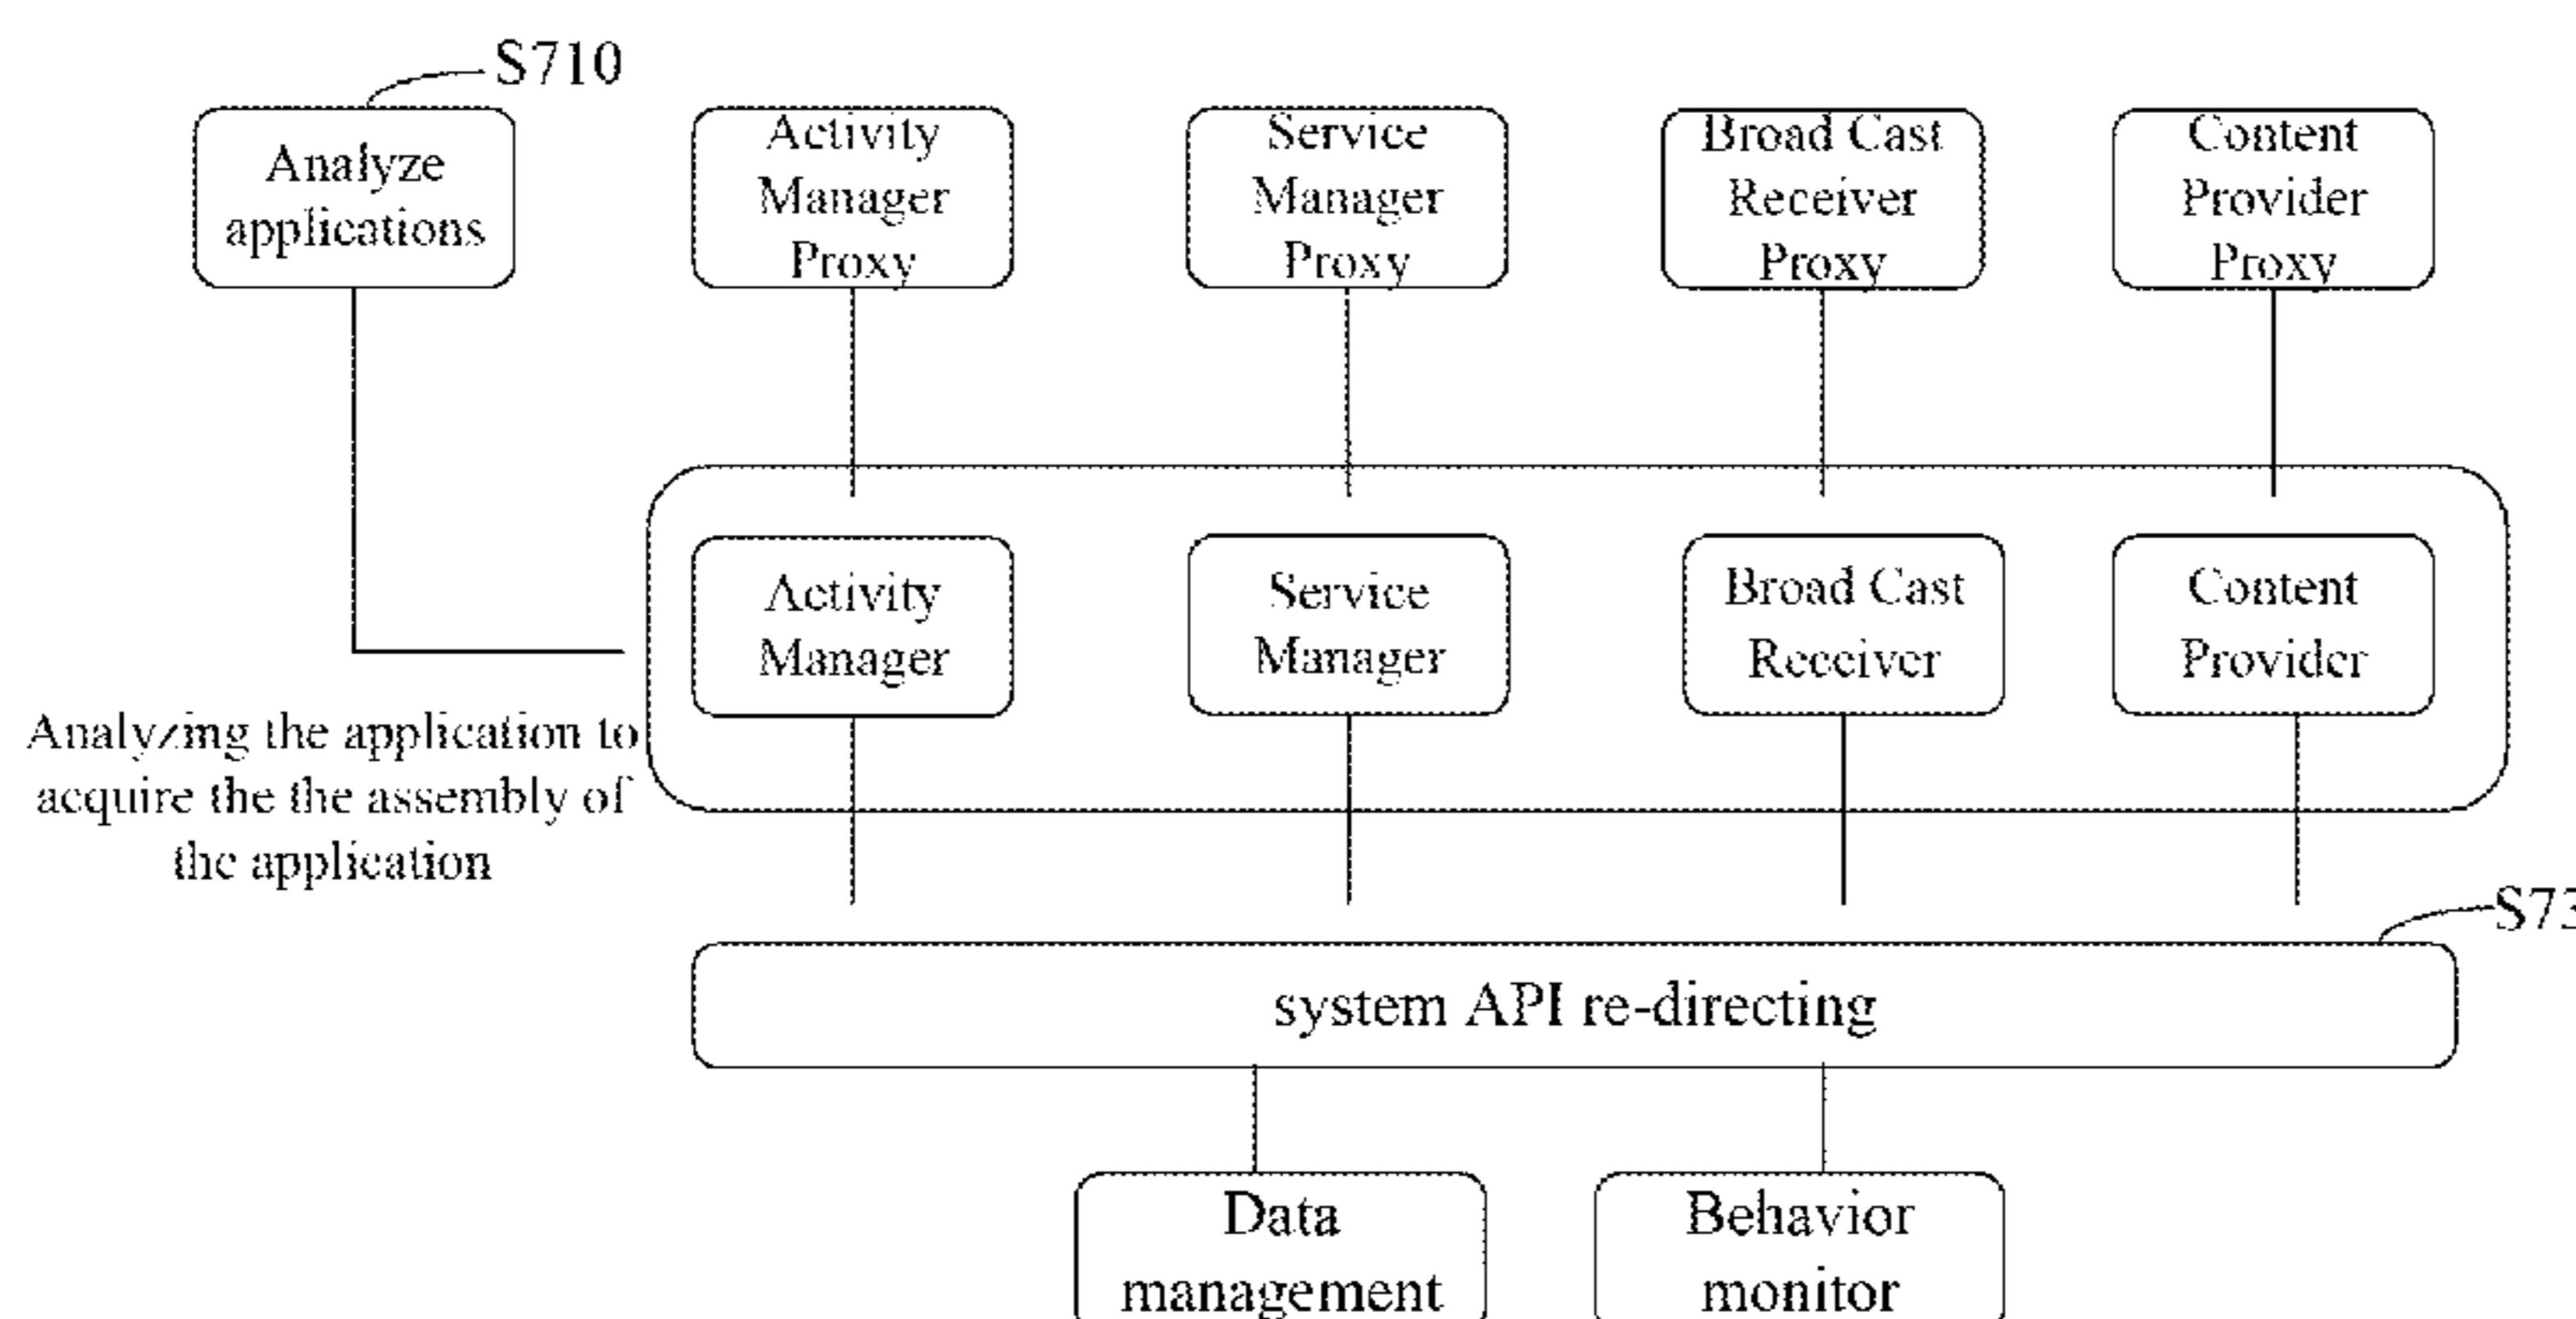 S710
Analyze
applications
Activity
Manager
Proxy
Service
Manager
Proxy
Broad Cast
Receiver
Proxy
Content
Provider
Proxy
Activity
Manager
Service
Manager
Broad Cast
Receiver
Content
Provider
Analyzing the application to
acquire the the assembly of
the application
S73
system API re-directing
Data
management
Behavior
monitor